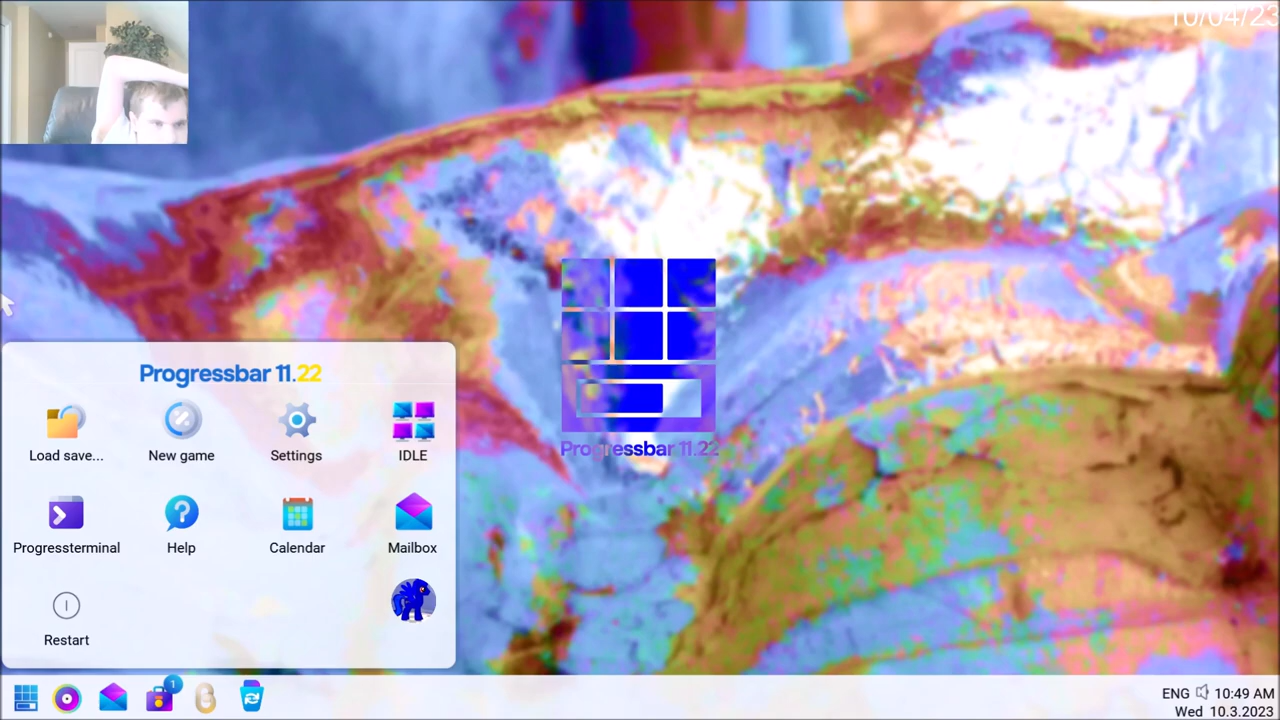 10/04/23
Progressbar 11.22
Load save...
New game
Settings
IDLE
Progressbar 11.22
Progressterminal
Help
Calendar
Mailbox
Restart
1
ENG 10:49 AM
Wed 10.3.2023